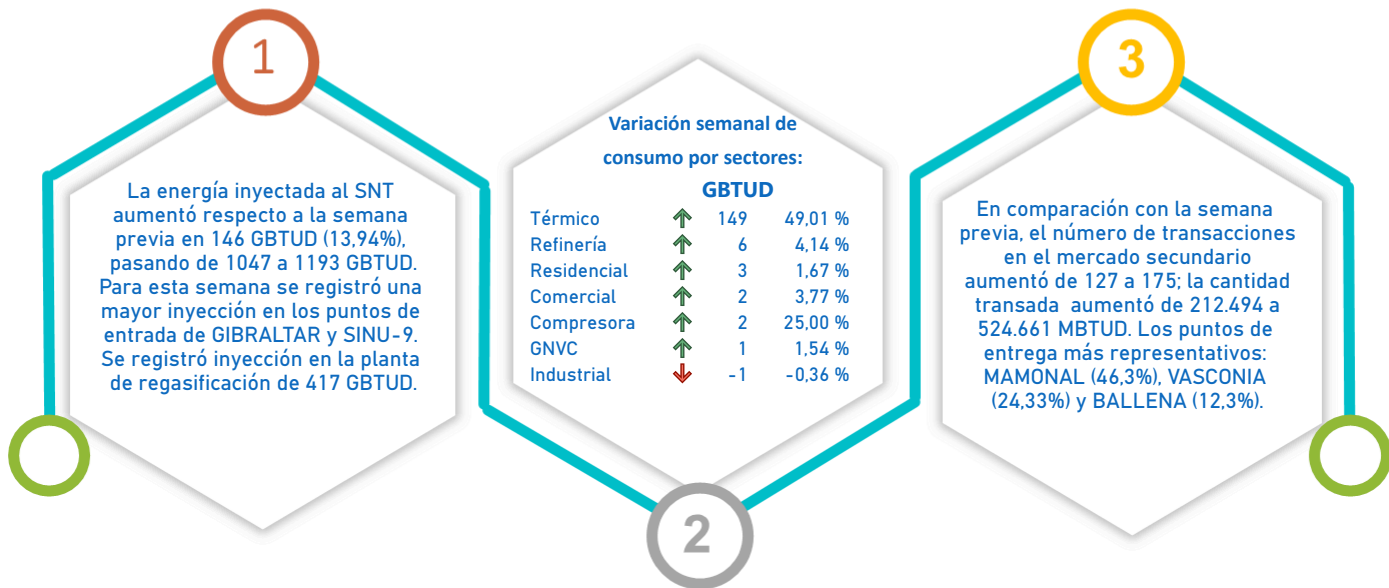 1
La energía inyectada al SNT
aumentó respecto a la semana
previa en 146 GBTUD (13,94%),
pasando de 1047 a 1193 GBTUD.
Para esta semana se registró una
mayor inyección en los puntos de
entrada de GIBRALTAR y SINU-9.
Se registró inyección en la planta
de regasificación de 417 GBTUD.
2
Variación semanal de
consumo por sectores:
GBTUD
Térmico 149 49,01 %
Refinería 6 4,14 %
Residencial 3 1,67 %
Comercial 2 3,77 %
Compresora 2 25,00 %
GNVC 1 1,54 %
Industrial -1 -0,36 %
3
En comparación con la semana
previa, el número de transacciones
en el mercado secundario
aumentó de 127 a 175; la cantidad
transada aumentó de 212.494 a
524.661 MBTUD. Los puntos de
entrega más representativos:
MAMONAL (46,3%), VASCONIA
(24,33%) y BALLENA (12,3%).